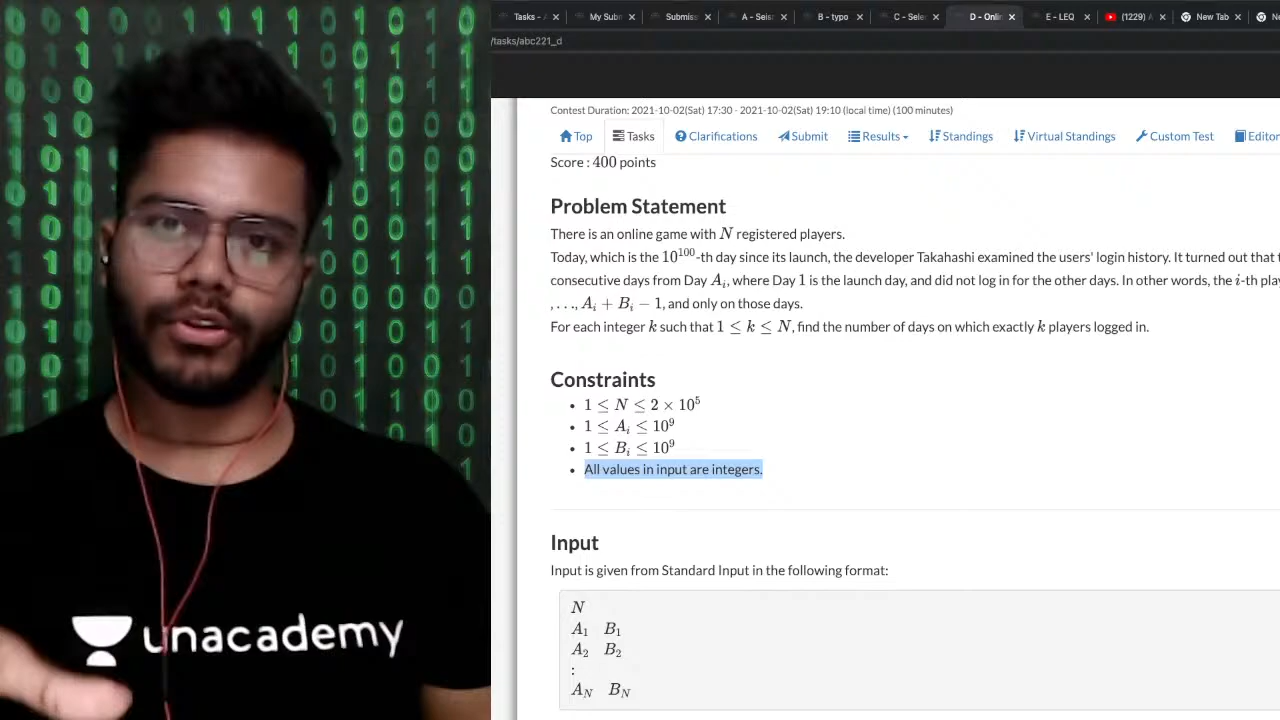 Tasks - A
My Subm
Submiss
A - Seis
B - typo
C - Selec
D - Onlin
E - LEQ
(1229) A
New Tab
/tasks/abc221_d
Contest Duration: 2021-10-02(Sat) 17:30 - 2021-10-02(Sat) 19:10 (local time) (100 minutes)
Top Tasks Clarifications Submit Results Standings Virtual Standings Custom Test Editor
Score : 400 points
Problem Statement
There is an online game with N registered players.
Today, which is the 10^100-th day since its launch, the developer Takahashi examined the users' login history. It turned out that
consecutive days from Day A_i, where Day 1 is the launch day, and did not log in for the other days. In other words, the i-th
, …, A_i + B_i − 1, and only on those days.
For each integer k such that 1 ≤ k ≤ N, find the number of days on which exactly k players logged in.
Constraints
• 1 ≤ N ≤ 2 × 10^5
• 1 ≤ A_i ≤ 10^9
• 1 ≤ B_i ≤ 10^9
• All values in input are integers.
Input
Input is given from Standard Input in the following format:
N
A_1 B_1
A_2 B_2
:
A_N B_N
unacademy